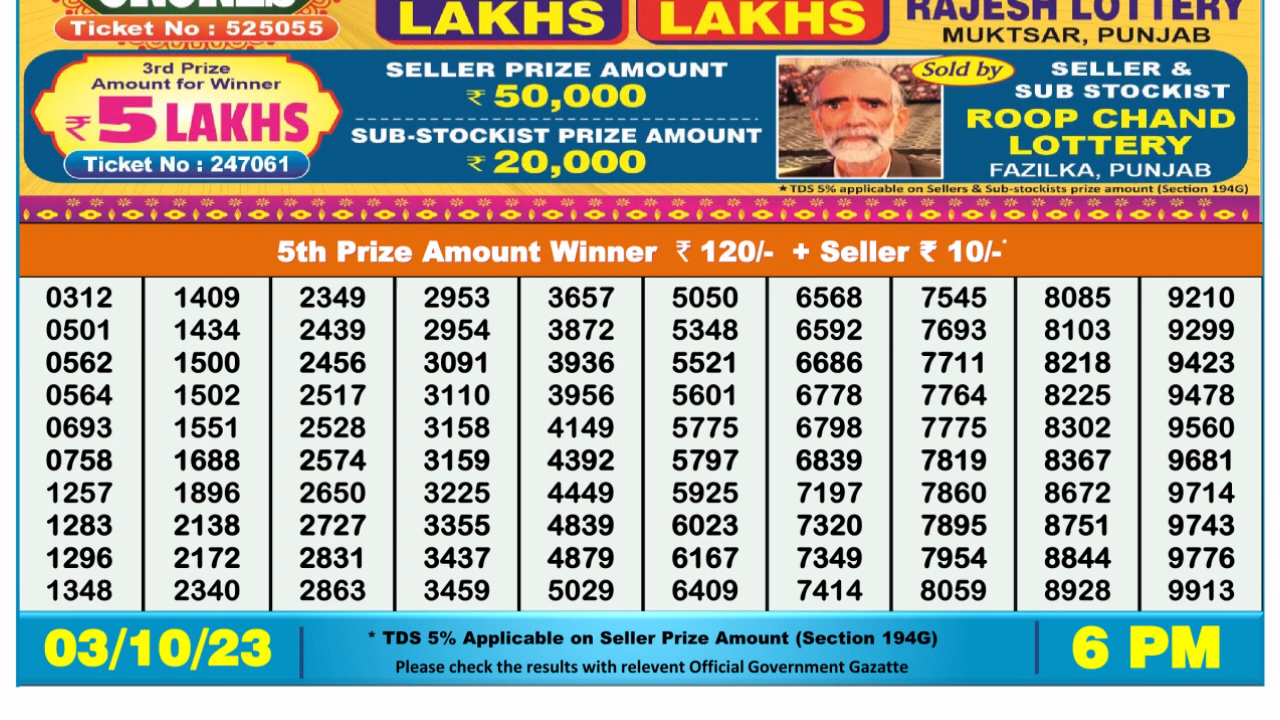 CRORES
LAKHS
LAKHS
RAJESH LOTTERY
Ticket No : 525055
MUKTSAR, PUNJAB
3rd Prize
Amount for Winner
₹5 LAKHS
Ticket No : 247061
SELLER PRIZE AMOUNT
₹ 50,000
SUB-STOCKIST PRIZE AMOUNT
₹ 20,000
Sold by
SELLER &
SUB STOCKIST
ROOP CHAND
LOTTERY
FAZILKA, PUNJAB
★TDS 5% applicable on Sellers & Sub-stockists prize amount (Section 194G)
5th Prize Amount Winner ₹ 120/- + Seller ₹ 10/-*
0312 1409 2349 2953 3657 5050 6568 7545 8085 9210
0501 1434 2439 2954 3872 5348 6592 7693 8103 9299
0562 1500 2456 3091 3936 5521 6686 7711 8218 9423
0564 1502 2517 3110 3956 5601 6778 7764 8225 9478
0693 1551 2528 3158 4149 5775 6798 7775 8302 9560
0758 1688 2574 3159 4392 5797 6839 7819 8367 9681
1257 1896 2650 3225 4449 5925 7197 7860 8672 9714
1283 2138 2727 3355 4839 6023 7320 7895 8751 9743
1296 2172 2831 3437 4879 6167 7349 7954 8844 9776
1348 2340 2863 3459 5029 6409 7414 8059 8928 9913
03/10/23
* TDS 5% Applicable on Seller Prize Amount (Section 194G)
Please check the results with relevent Official Government Gazatte
6 PM